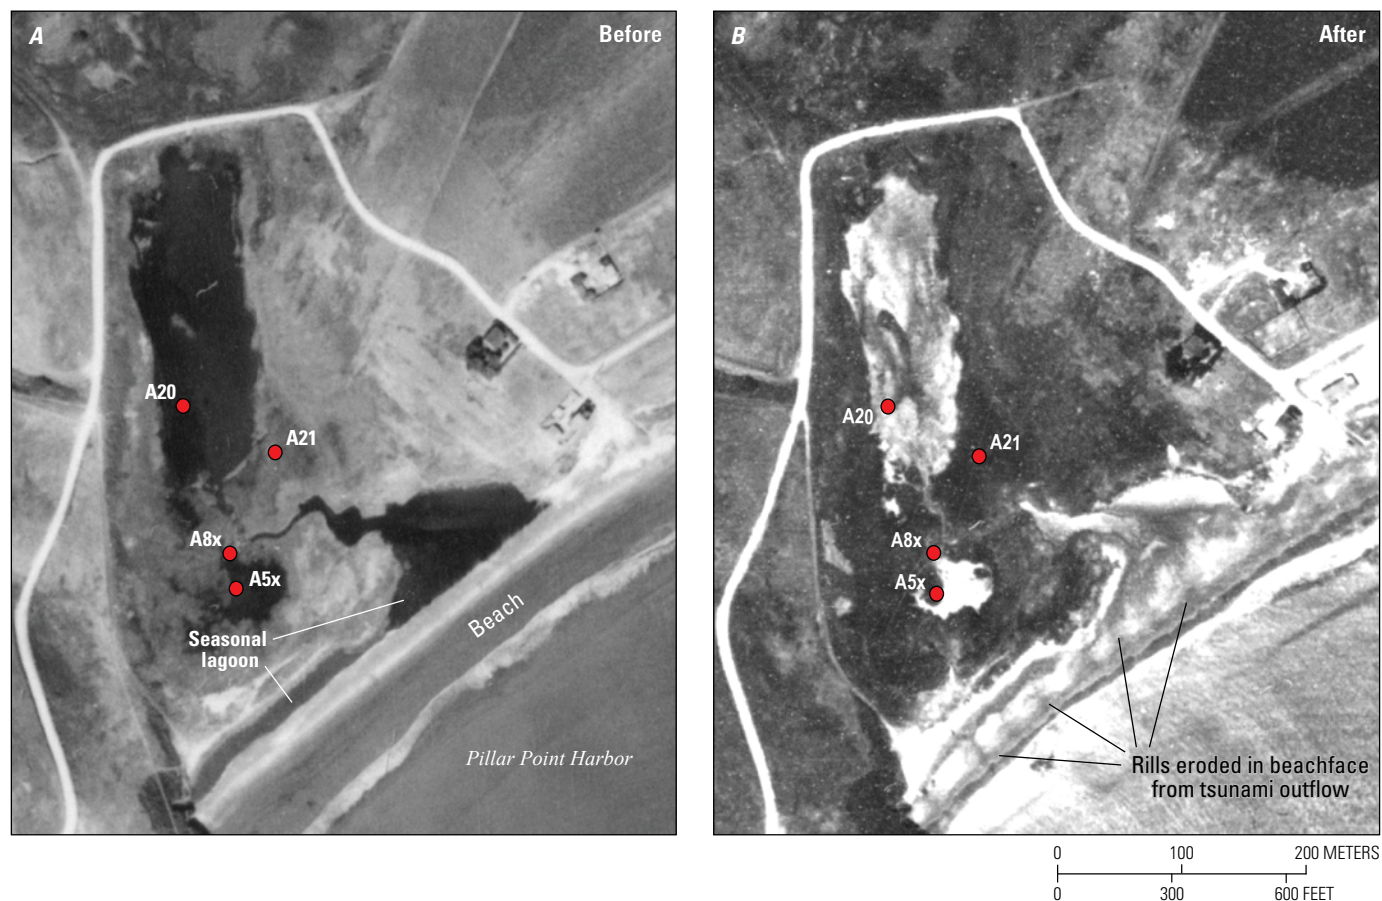 A
Before
A20
A21
A8x
A5x
Seasonal
lagoon
Beach
Pillar Point Harbor
B
After
A20
A21
A8x
A5x
Rills eroded in beachface
from tsunami outflow
0 100 200 METERS
0 300 600 FEET